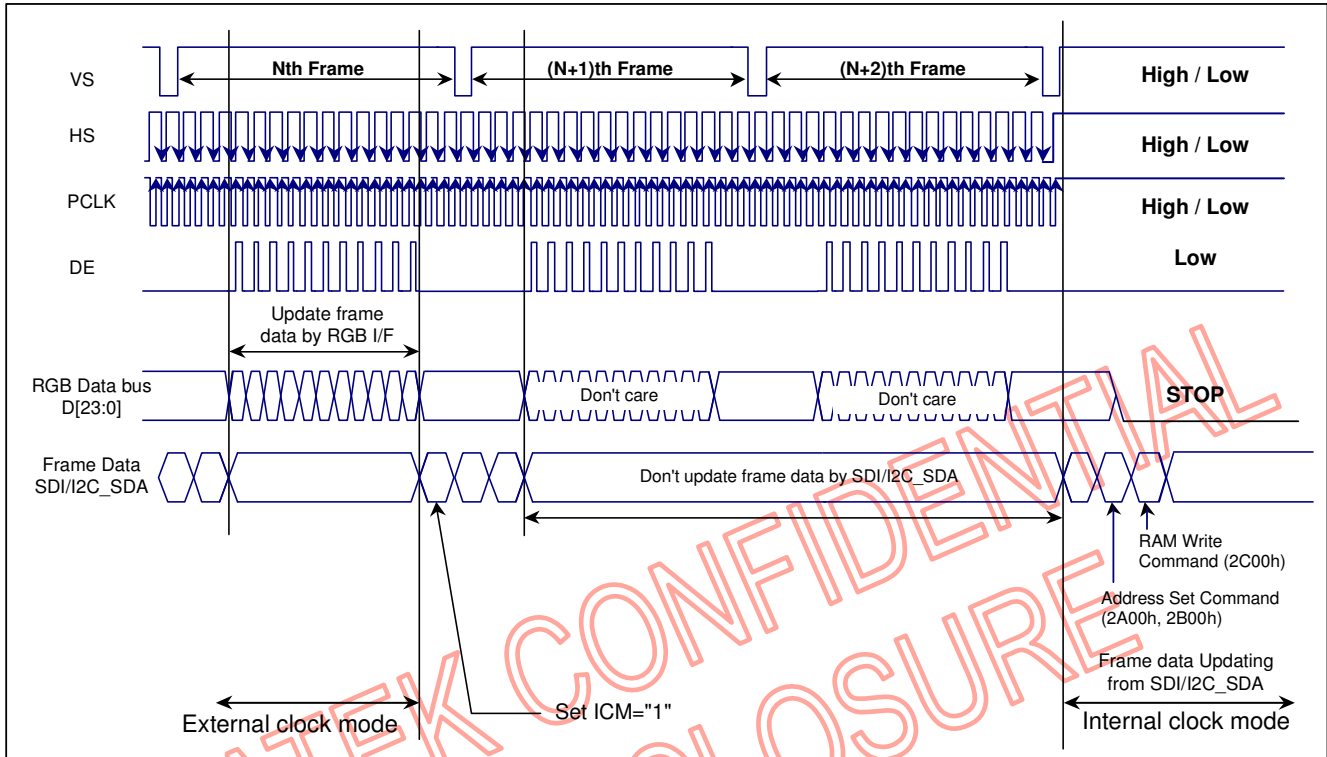 VS
Nth Frame
(N+1)th Frame
(N+2)th Frame
High / Low
HS
High / Low
PCLK
High / Low
DE
Low
Update frame
data by RGB I/F
RGB Data bus
D[23:0]
Don't care
Don't care
STOP
Frame Data
SDI/I2C_SDA
Don't update frame data by SDI/I2C_SDA
RAM Write
Command (2C00h)
Address Set Command
(2A00h, 2B00h)
Frame data Updating
from SDI/I2C_SDA
External clock mode
Set ICM="1"
Internal clock mode
ATEK CONFIDENTIAL
CLOSURE